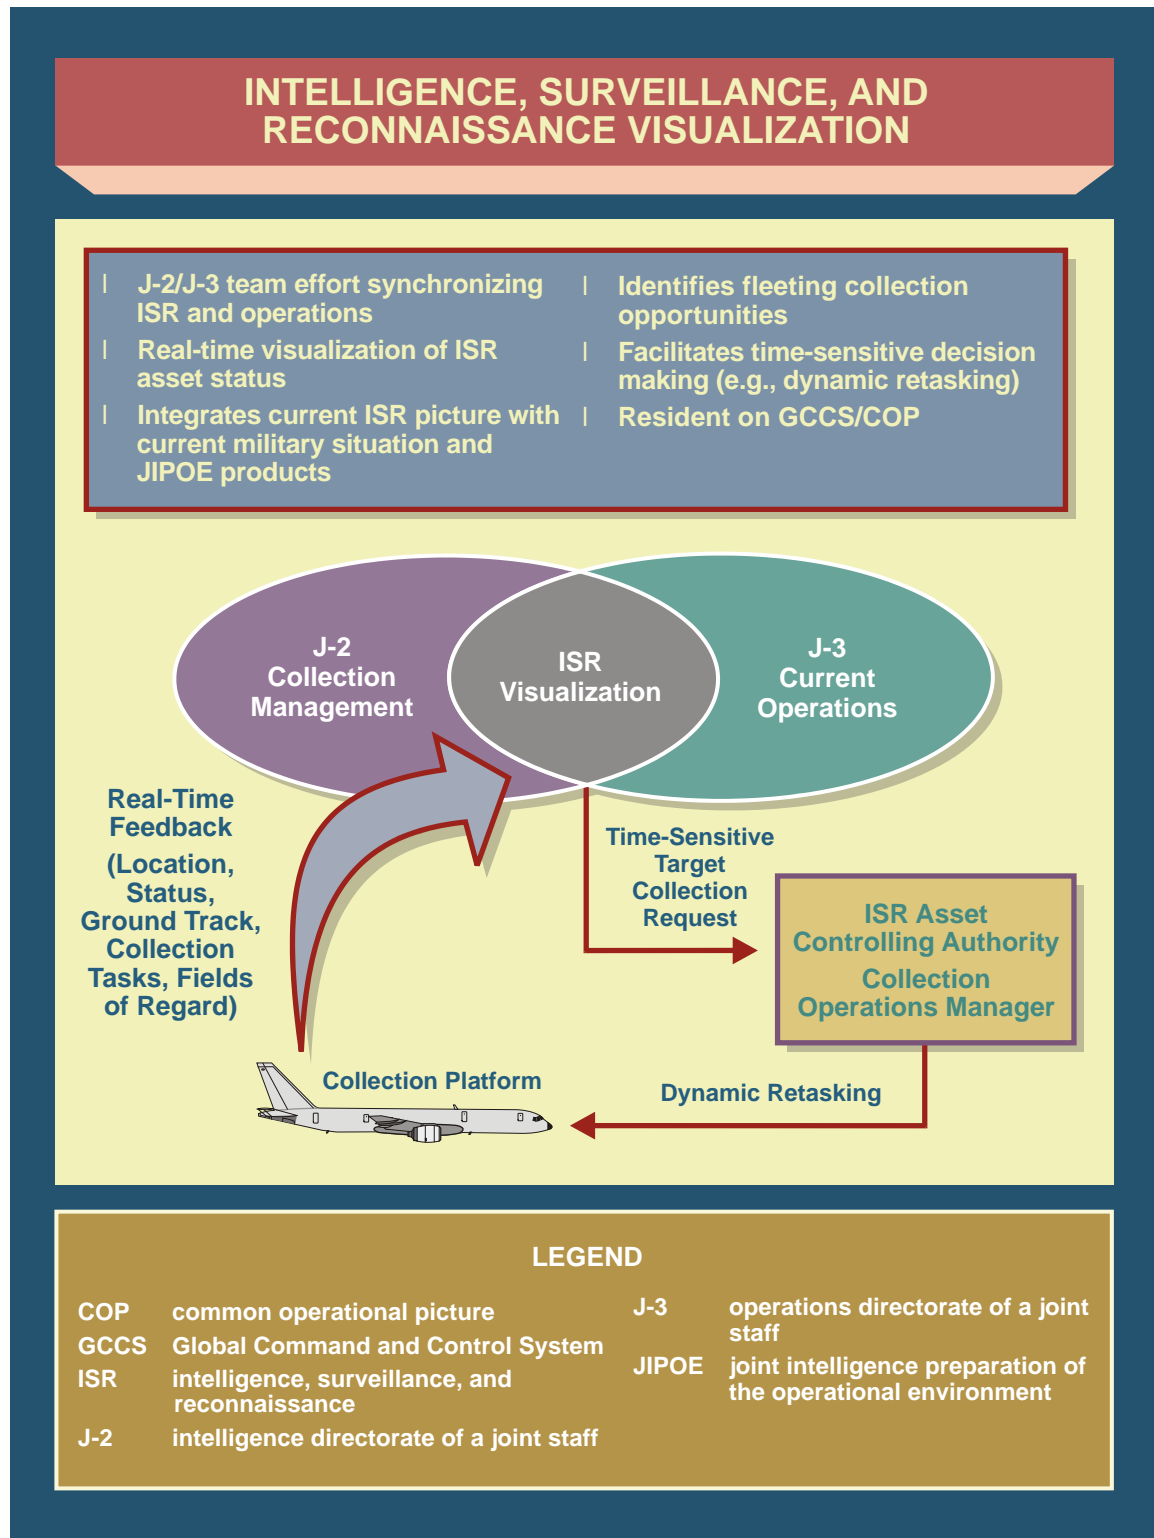 INTELLIGENCE, SURVEILLANCE, AND
RECONNAISSANCE VISUALIZATION
l J-2/J-3 team effort synchronizing
ISR and operations
l Real-time visualization of ISR
asset status
l Integrates current ISR picture with
current military situation and
JIPOE products
l Identifies fleeting collection
opportunities
l Facilitates time-sensitive decision
making (e.g., dynamic retasking)
l Resident on GCCS/COP
J-2
Collection
Management
ISR
Visualization
J-3
Current
Operations
Real-Time
Feedback
(Location,
Status,
Ground Track,
Collection
Tasks, Fields
of Regard)
Time-Sensitive
Target
Collection
Request
ISR Asset
Controlling Authority
Collection
Operations Manager
Collection Platform
Dynamic Retasking
LEGEND
COP common operational picture
GCCS Global Command and Control System
ISR intelligence, surveillance, and
reconnaissance
J-2 intelligence directorate of a joint staff
J-3 operations directorate of a joint
staff
JIPOE joint intelligence preparation of
the operational environment